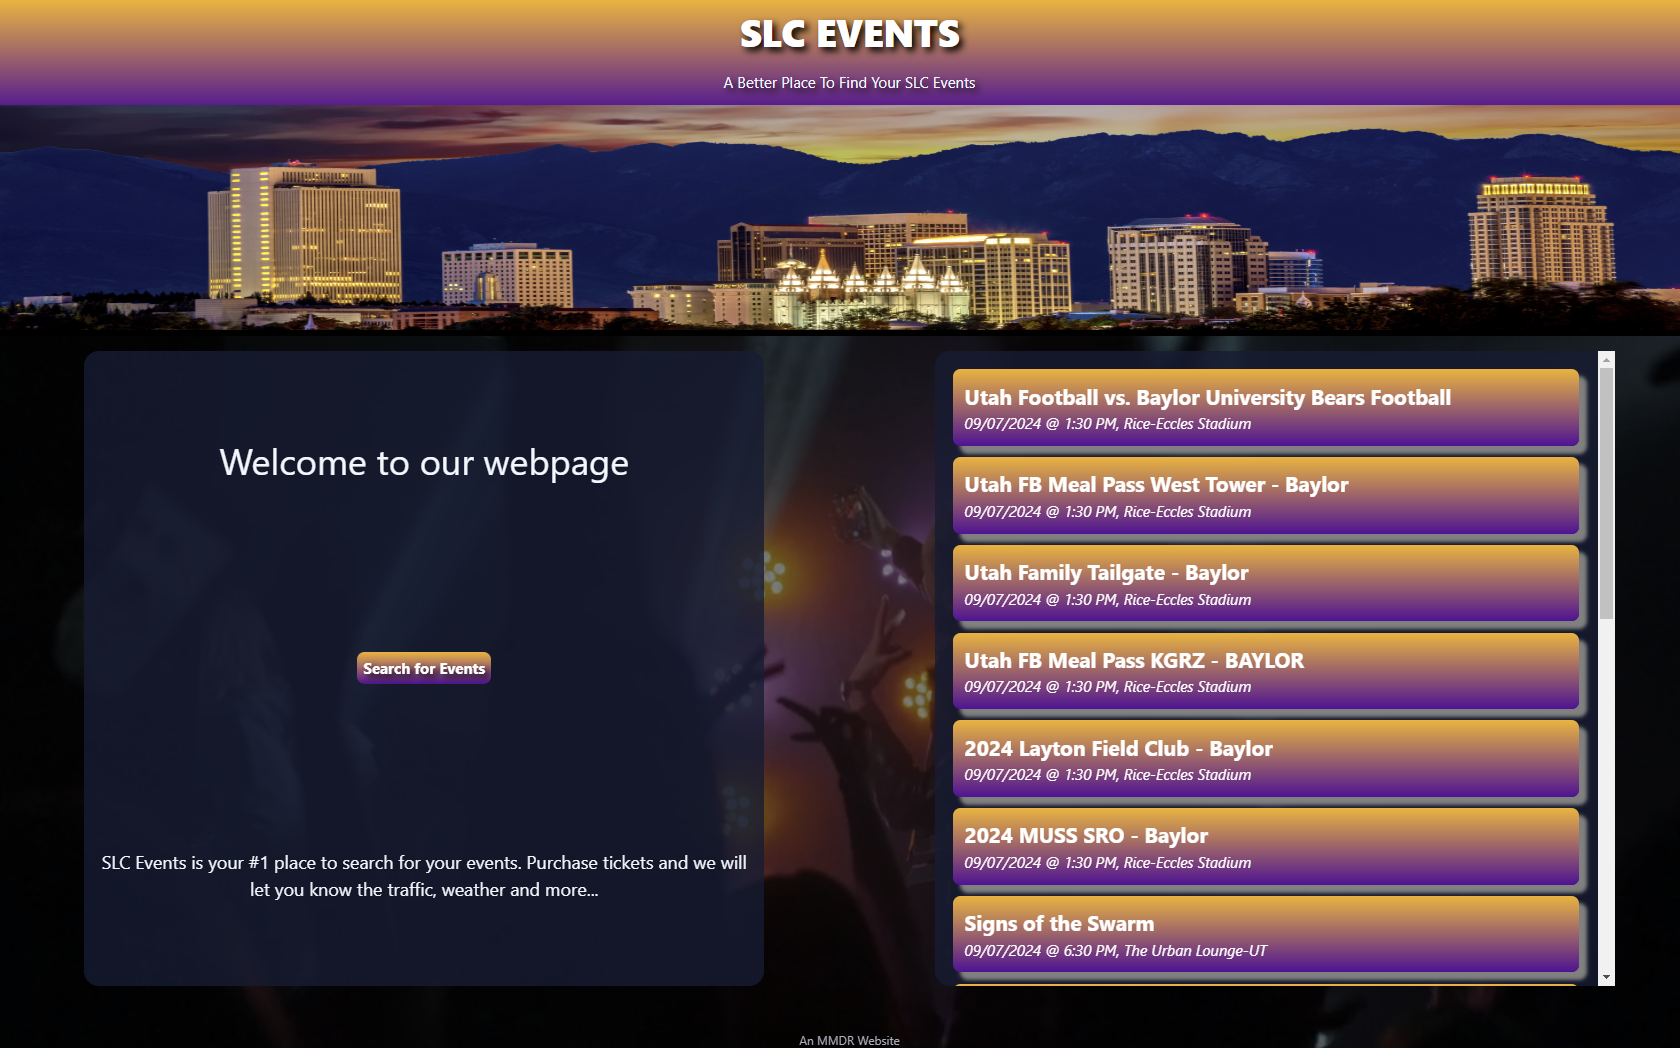 SLC EVENTS
A Better Place To Find Your SLC Events
Welcome to our webpage
Search for Events
SLC Events is your #1 place to search for your events. Purchase tickets and we will
let you know the traffic, weather and more...
Utah Football vs. Baylor University Bears Football
09/07/2024 @ 1:30 PM, Rice-Eccles Stadium
Utah FB Meal Pass West Tower - Baylor
09/07/2024 @ 1:30 PM, Rice-Eccles Stadium
Utah Family Tailgate - Baylor
09/07/2024 @ 1:30 PM, Rice-Eccles Stadium
Utah FB Meal Pass KGRZ - BAYLOR
09/07/2024 @ 1:30 PM, Rice-Eccles Stadium
2024 Layton Field Club - Baylor
09/07/2024 @ 1:30 PM, Rice-Eccles Stadium
2024 MUSS SRO - Baylor
09/07/2024 @ 1:30 PM, Rice-Eccles Stadium
Signs of the Swarm
09/07/2024 @ 6:30 PM, The Urban Lounge-UT
An MMDR Website